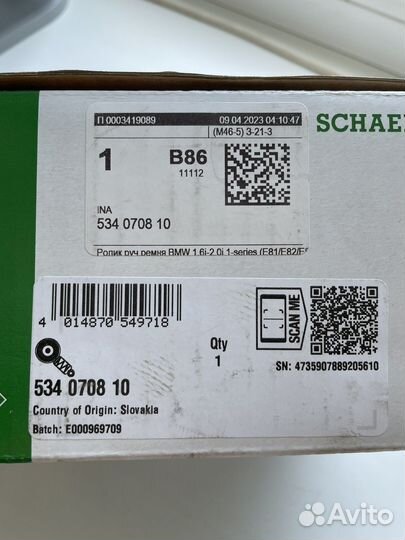 П 0003419089 09.04.2023 04:10:47
(M46-5) 3-21-3
SCHAE
1 B86
11112
INA
534 0708 10
Ролик руч ремня BMW 1.6i-2.0i 1-series (E81/E82/E
4 014870 549718
Qty
1
SCAN ME
SN: 4735907889205610
534 0708 10
Country of Origin: Slovakia
Batch: E000969709
Avito